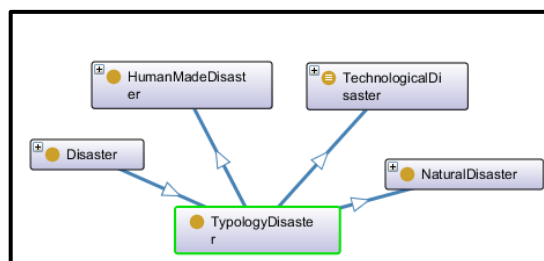 HumanMadeDisast
er
TechnologicalDi
saster
Disaster
NaturalDisaster
TypologyDisaste
r